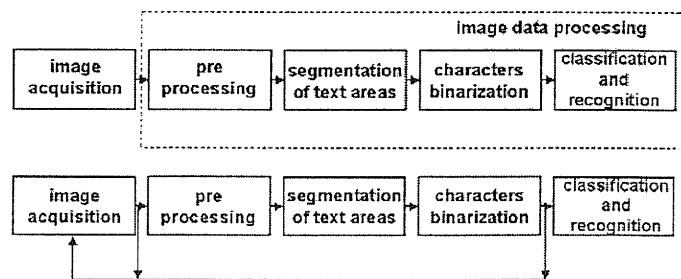 image data processing
image
acquisition
pre
processing
segmentation
of text areas
characters
binarization
classification
and
recognition
image
acquisition
pre
processing
segmentation
of text areas
characters
binarization
classification
and
recognition